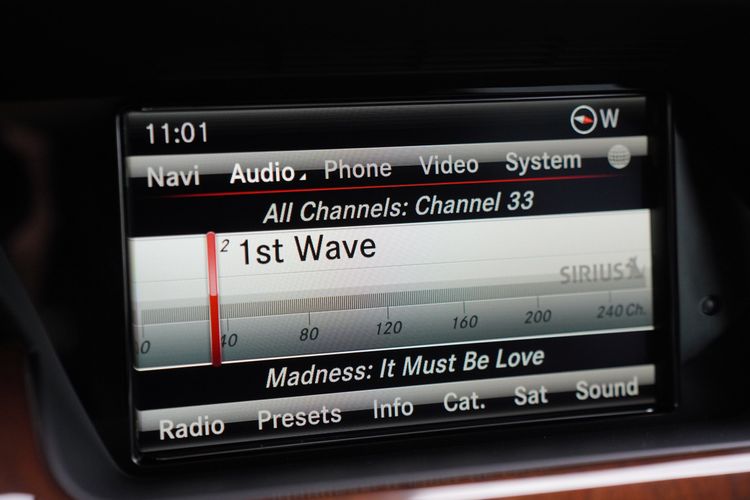 11:01 W
Navi Audio Phone Video System
All Channels: Channel 33
2 1st Wave
SIRIUS
0 40 80 120 160 200 240 Ch.
Madness: It Must Be Love
Radio Presets Info Cat. Sat Sound